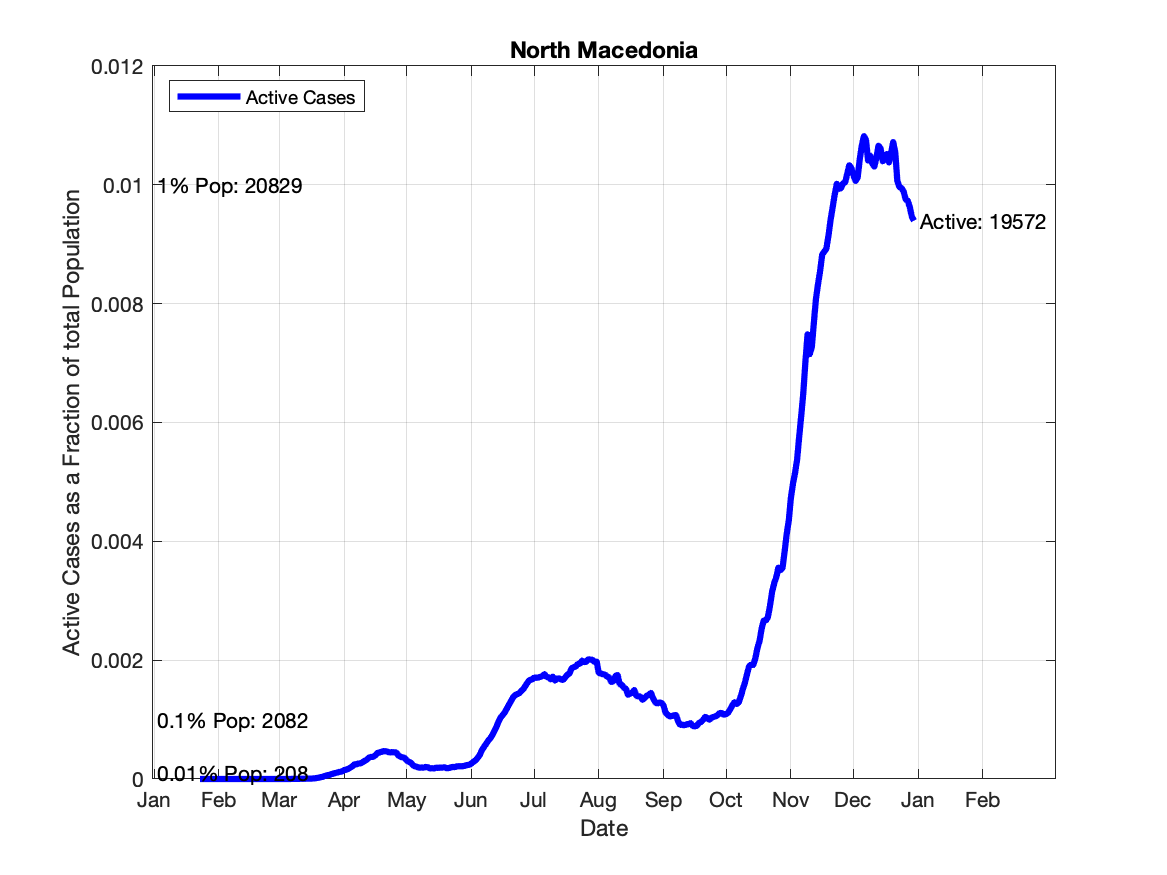 North Macedonia
0.012
Active Cases
0.01
1% Pop: 20829
Active: 19572
0.008
0.006
0.004
0.002
0.1% Pop: 2082
0.01% Pop: 208
0
Jan Feb Mar Apr May Jun Jul Aug Sep Oct Nov Dec Jan Feb
Date
Active Cases as a Fraction of total Population